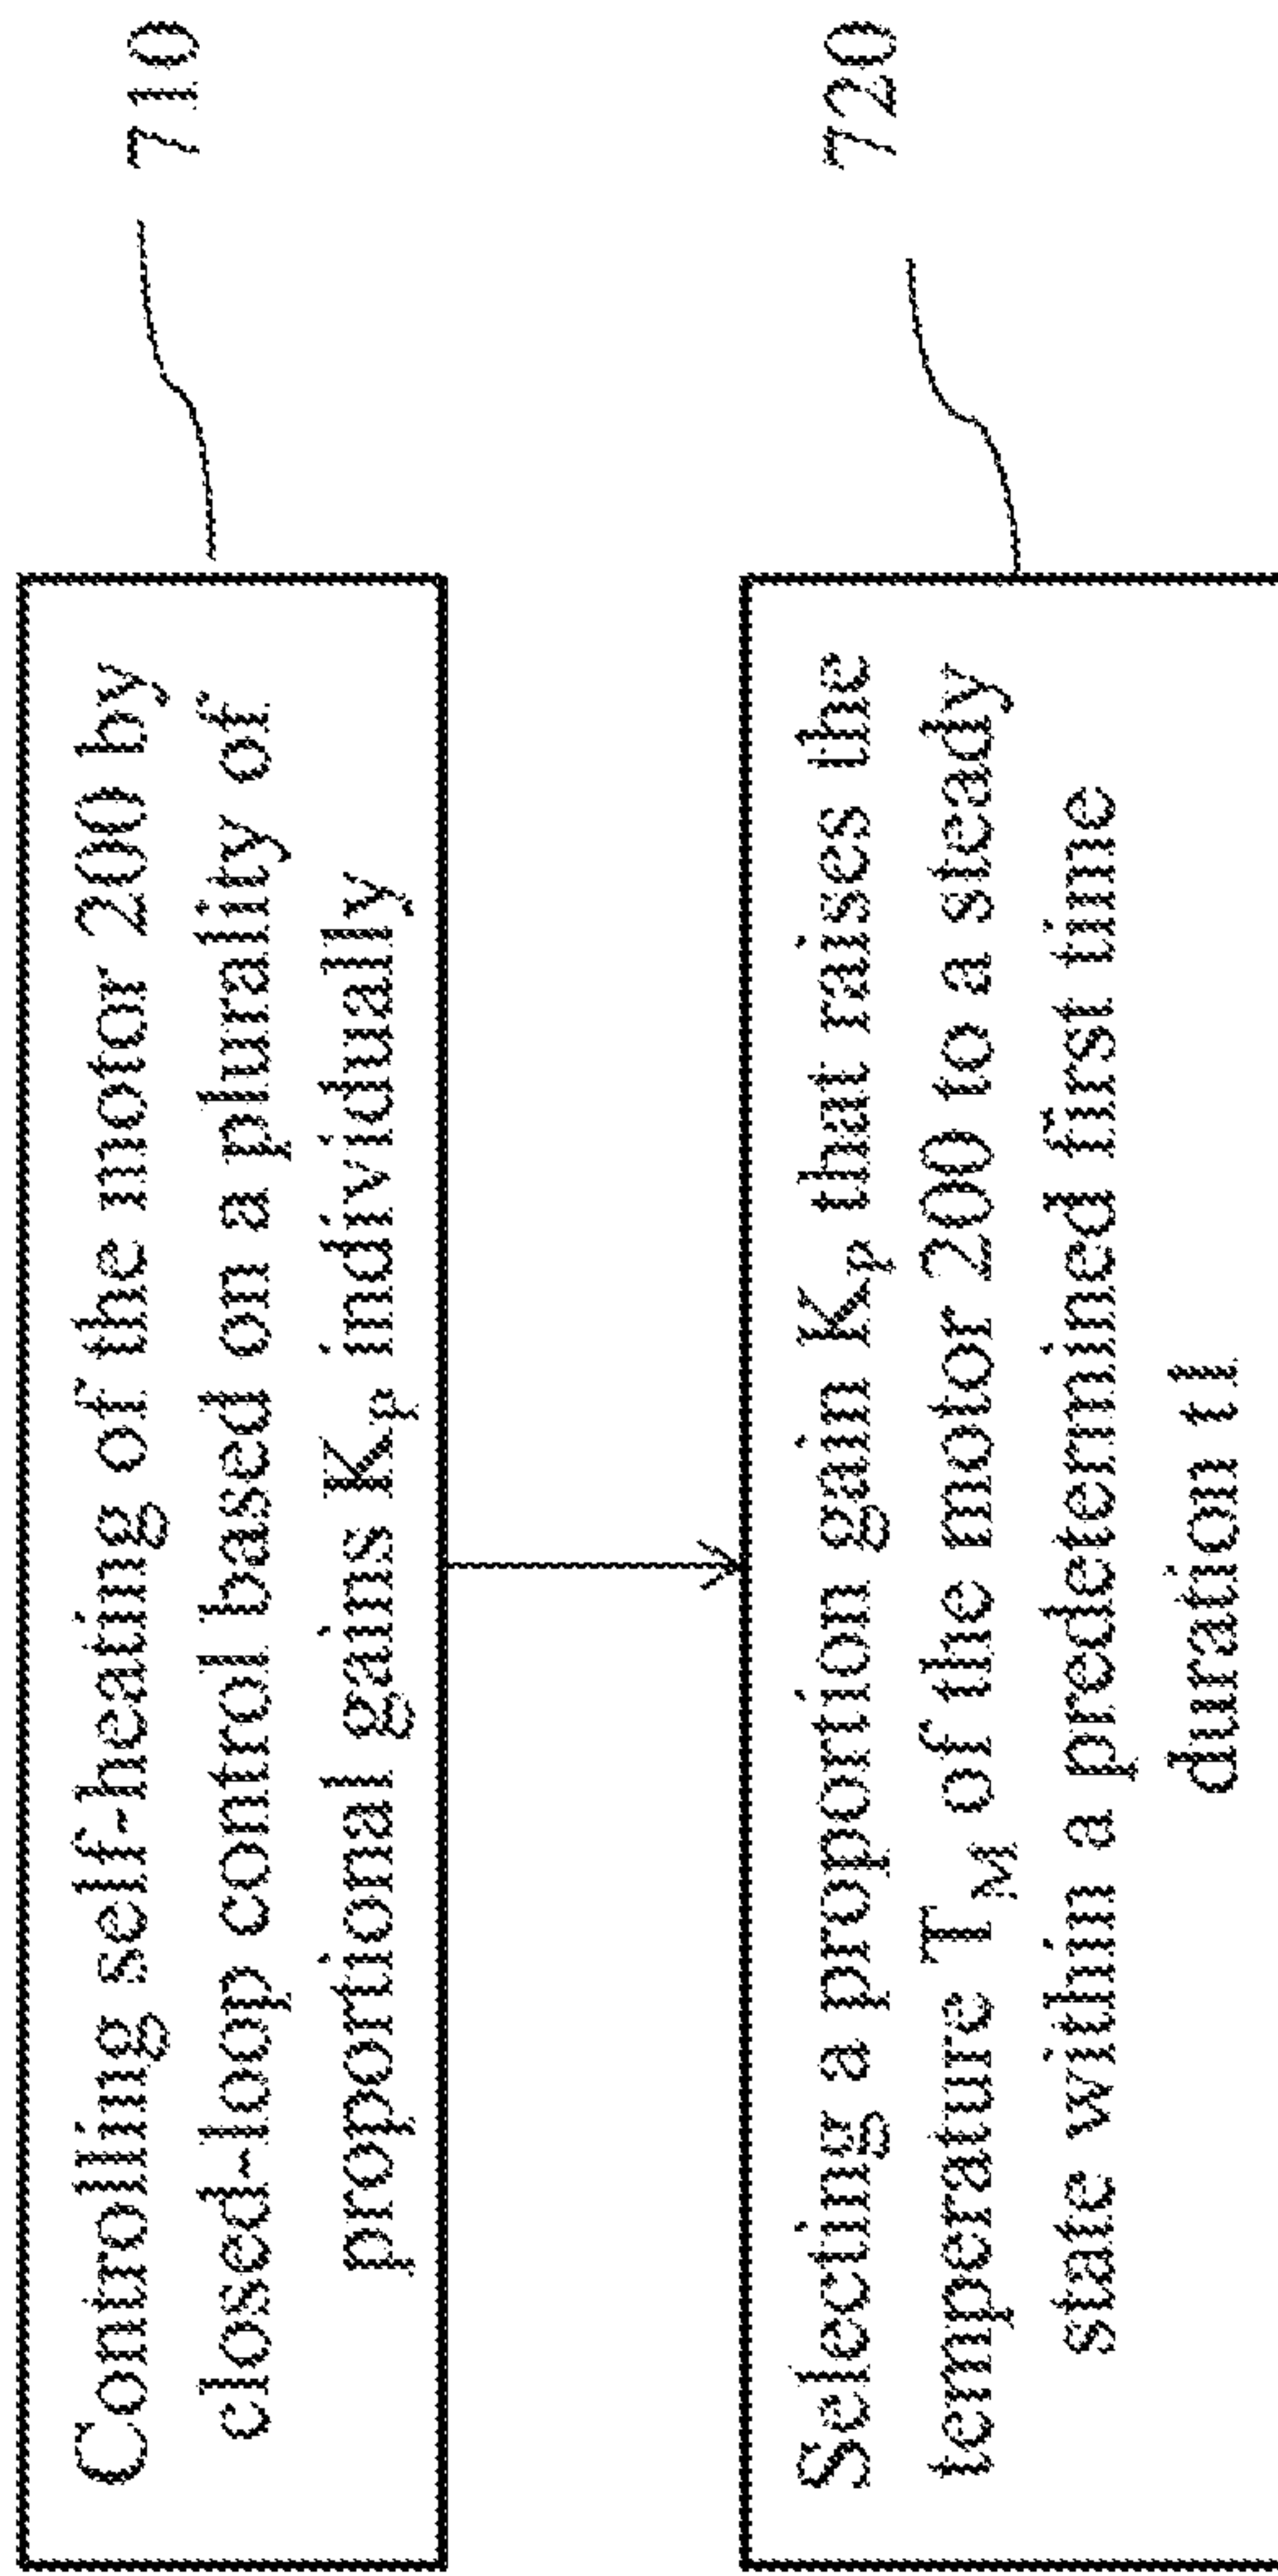 Controlling self-heating of the motor 200 by
closed-loop control based on a plurality of
proportional gains Kₚ individually
710
Selecting a proportion gain Kₚ that raises the
temperature T_M of the motor 200 to a steady
state within a predetermined first time
duration t1
720